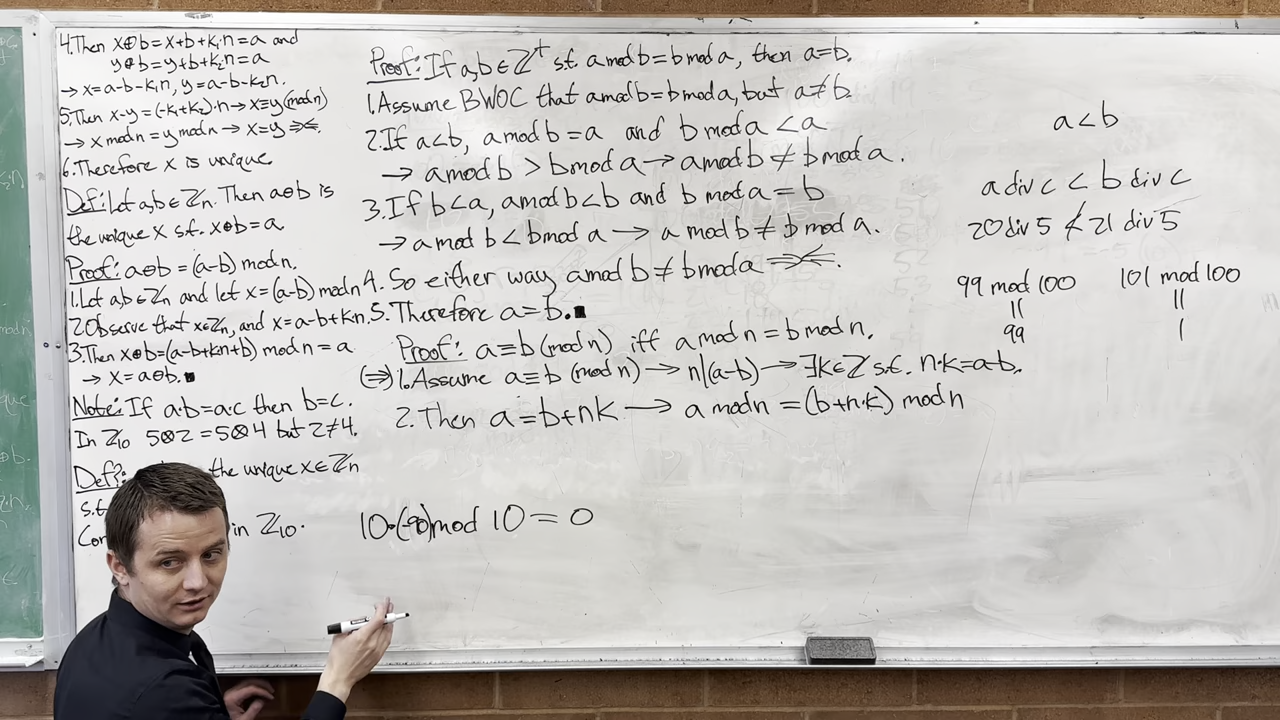 4. Then x⊕b=x+b+k₁n=a and
y⊕b=y+b+k₂n=a
→ x=a-b-k₁n, y=a-b-k₂n.
5. Then x-y=(-k₁+k₂)·n→x≡y(mod n)
→ x mod n = y mod n → x=y ⇒⇐.
6. Therefore x is unique
Def: Let a,b∈ℤn. Then a⊖b is
the unique x s.t. x⊕b=a
Proof: a⊖b = (a-b) mod n.
1. Let a,b∈ℤn and let x=(a-b) mod n
2. Observe that x∈ℤn, and x=a-b+kn.
3. Then x⊕b=(a-b+kn+b) mod n = a
→ x=a⊖b. ∎
Note: If a·b=a·c then b=c.
In ℤ₁₀ 5⊗2=5⊗4 but 2≠4.
Def: the unique x∈ℤn
s.t
in ℤ₁₀.
Proof: If a,b∈ℤ⁺ s.t. a mod b = b mod a, then a=b.
1. Assume BWOC that a mod b = b mod a, but a≠b.
2. If a<b, a mod b = a and b mod a < a
→ a mod b > b mod a → a mod b ≠ b mod a.
3. If b<a, a mod b < b and b mod a = b
→ a mod b < b mod a → a mod b ≠ b mod a.
4. So either way a mod b ≠ b mod a ⇒⇐.
5. Therefore a=b. ∎
Proof: a≡b (mod n) iff a mod n = b mod n.
(⇒) 1. Assume a≡b (mod n) → n|(a-b) → ∃k∈ℤ s.t. n·k=a-b.
2. Then a=b+nk → a mod n = (b+n·k) mod n
10·(-90) mod 10 = 0
a<b
a div c < b div c
20 div 5 ≮ 21 div 5
99 mod 100 101 mod 100
|| ||
99 1